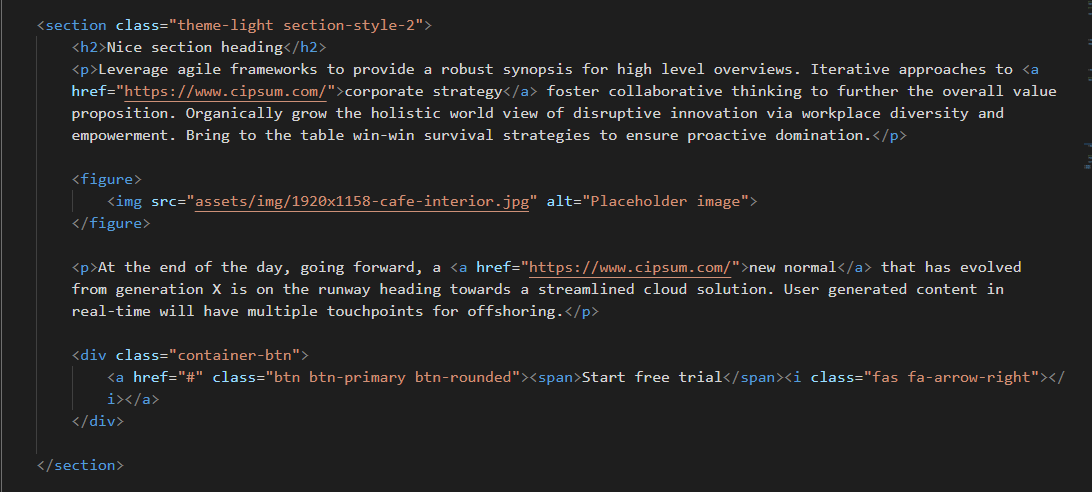 <section class="theme-light section-style-2">
<h2>Nice section heading</h2>
<p>Leverage agile frameworks to provide a robust synopsis for high level overviews. Iterative approaches to <a
href="https://www.cipsum.com/">corporate strategy</a> foster collaborative thinking to further the overall value
proposition. Organically grow the holistic world view of disruptive innovation via workplace diversity and
empowerment. Bring to the table win-win survival strategies to ensure proactive domination.</p>
<figure>
<img src="assets/img/1920x1158-cafe-interior.jpg" alt="Placeholder image">
</figure>
<p>At the end of the day, going forward, a <a href="https://www.cipsum.com/">new normal</a> that has evolved
from generation X is on the runway heading towards a streamlined cloud solution. User generated content in
real-time will have multiple touchpoints for offshoring.</p>
<div class="container-btn">
<a href="#" class="btn btn-primary btn-rounded"><span>Start free trial</span><i class="fas fa-arrow-right"></
i></a>
</div>
</section>